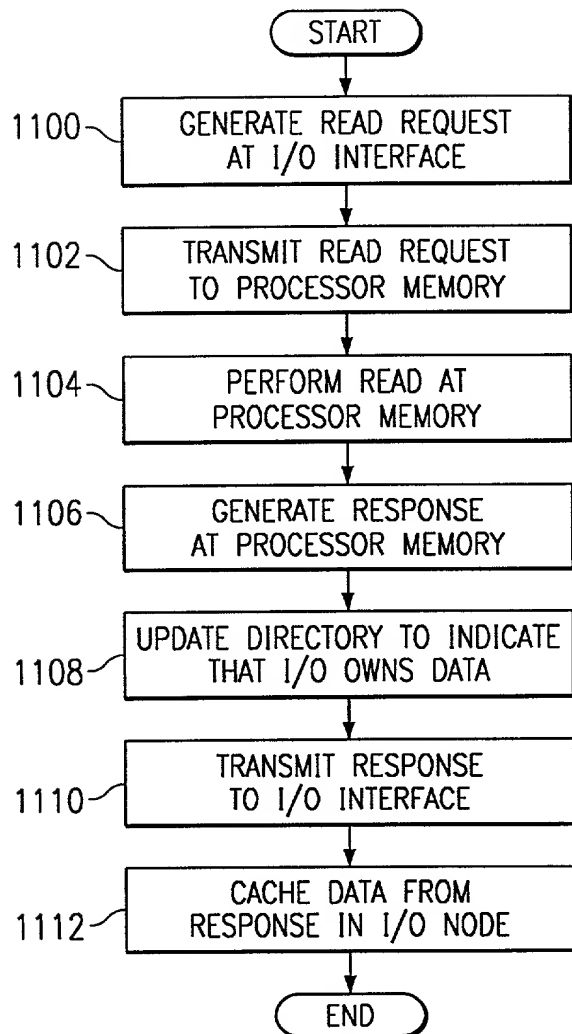 START
1100
GENERATE READ REQUEST
AT I/O INTERFACE
1102
TRANSMIT READ REQUEST
TO PROCESSOR MEMORY
1104
PERFORM READ AT
PROCESSOR MEMORY
1106
GENERATE RESPONSE
AT PROCESSOR MEMORY
1108
UPDATE DIRECTORY TO INDICATE
THAT I/O OWNS DATA
1110
TRANSMIT RESPONSE
TO I/O INTERFACE
1112
CACHE DATA FROM
RESPONSE IN I/O NODE
END